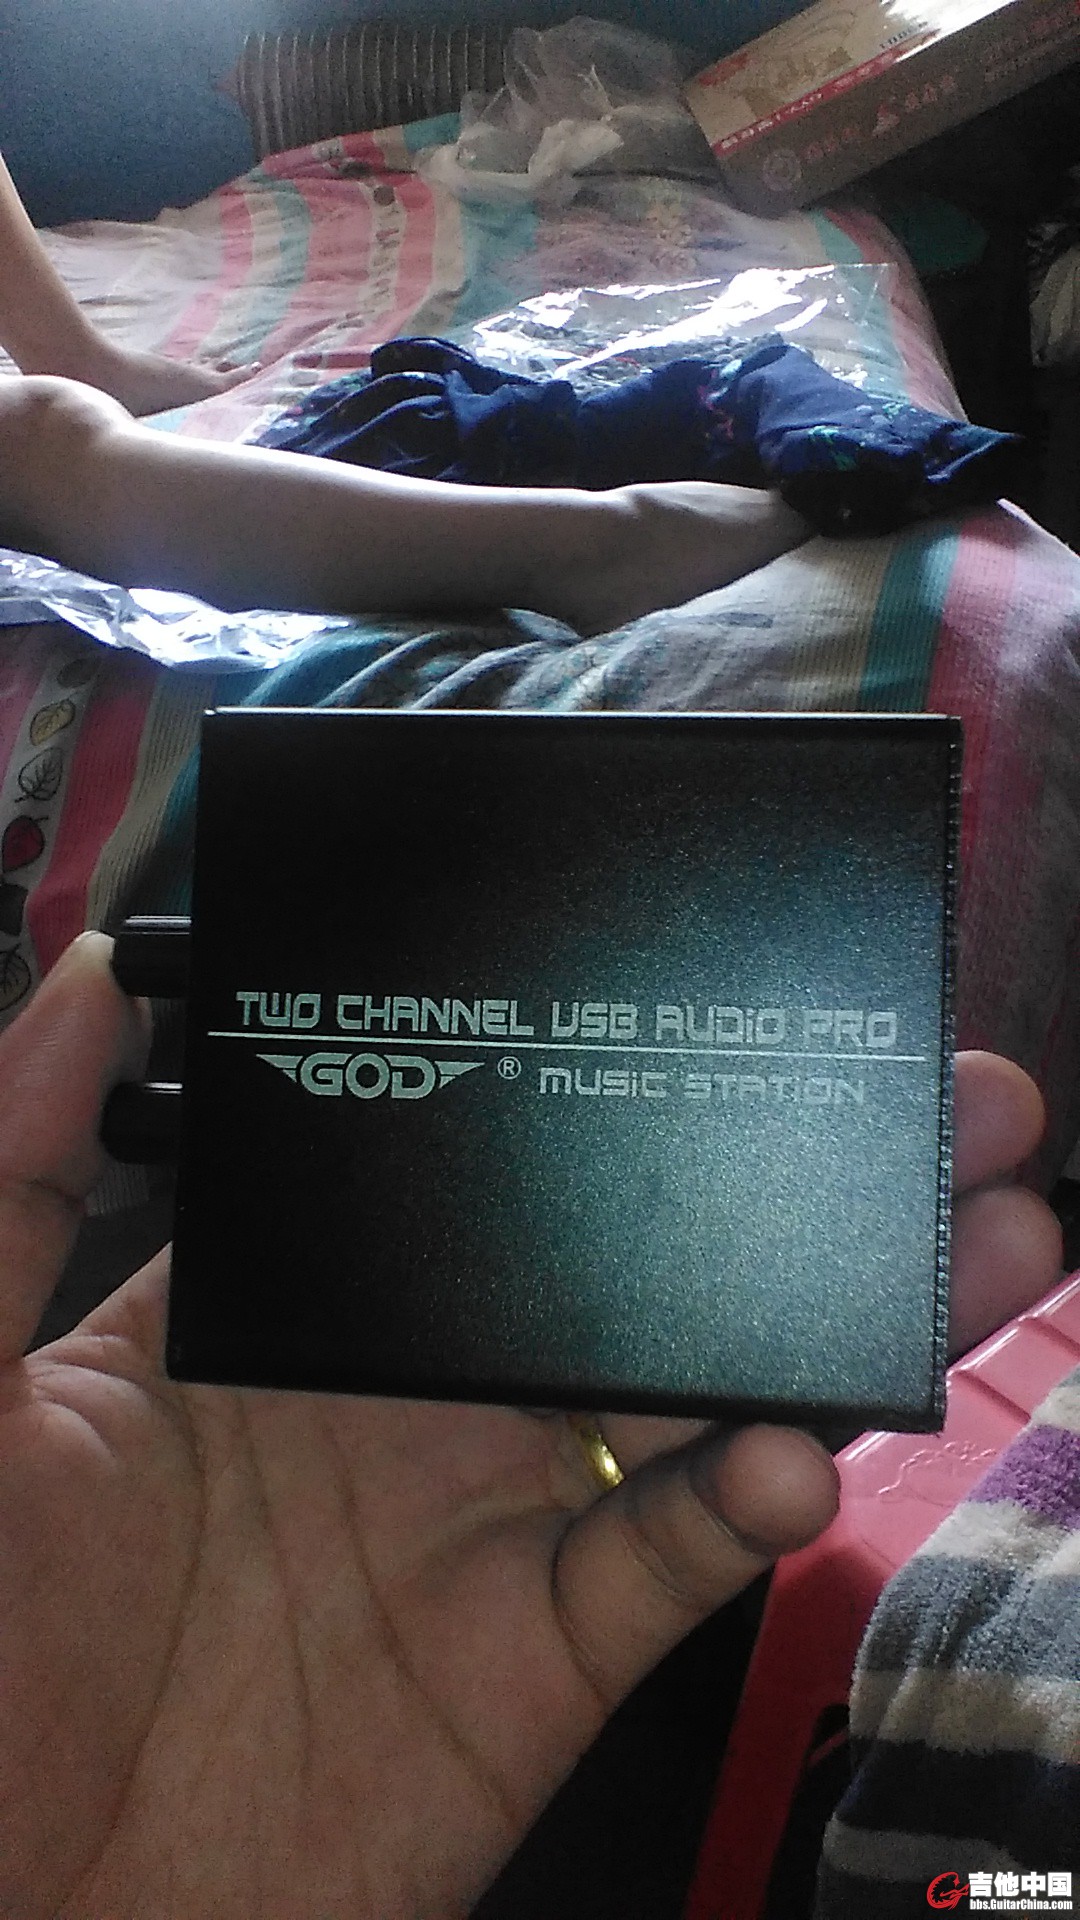 TWO CHANNEL USB AUDIO PRO
GOD® MUSIC STATION
吉他中国
bbs.GuitarChina.com